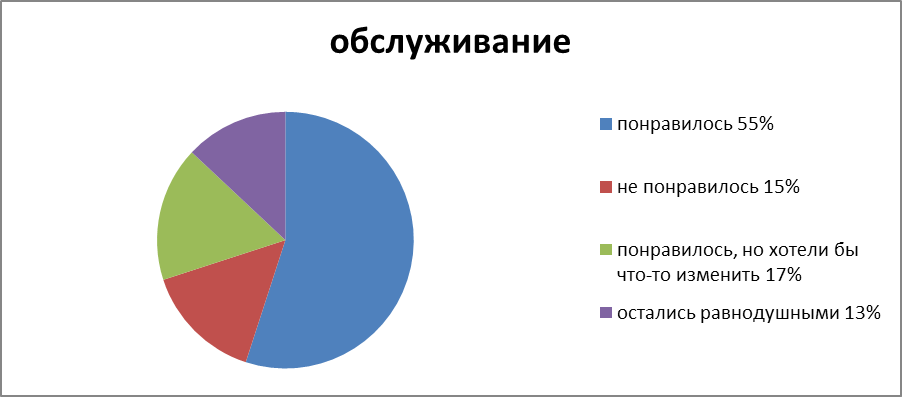 обслуживание
понравилось 55%
не понравилось 15%
понравилось, но хотели бы
что-то изменить 17%
остались равнодушными 13%